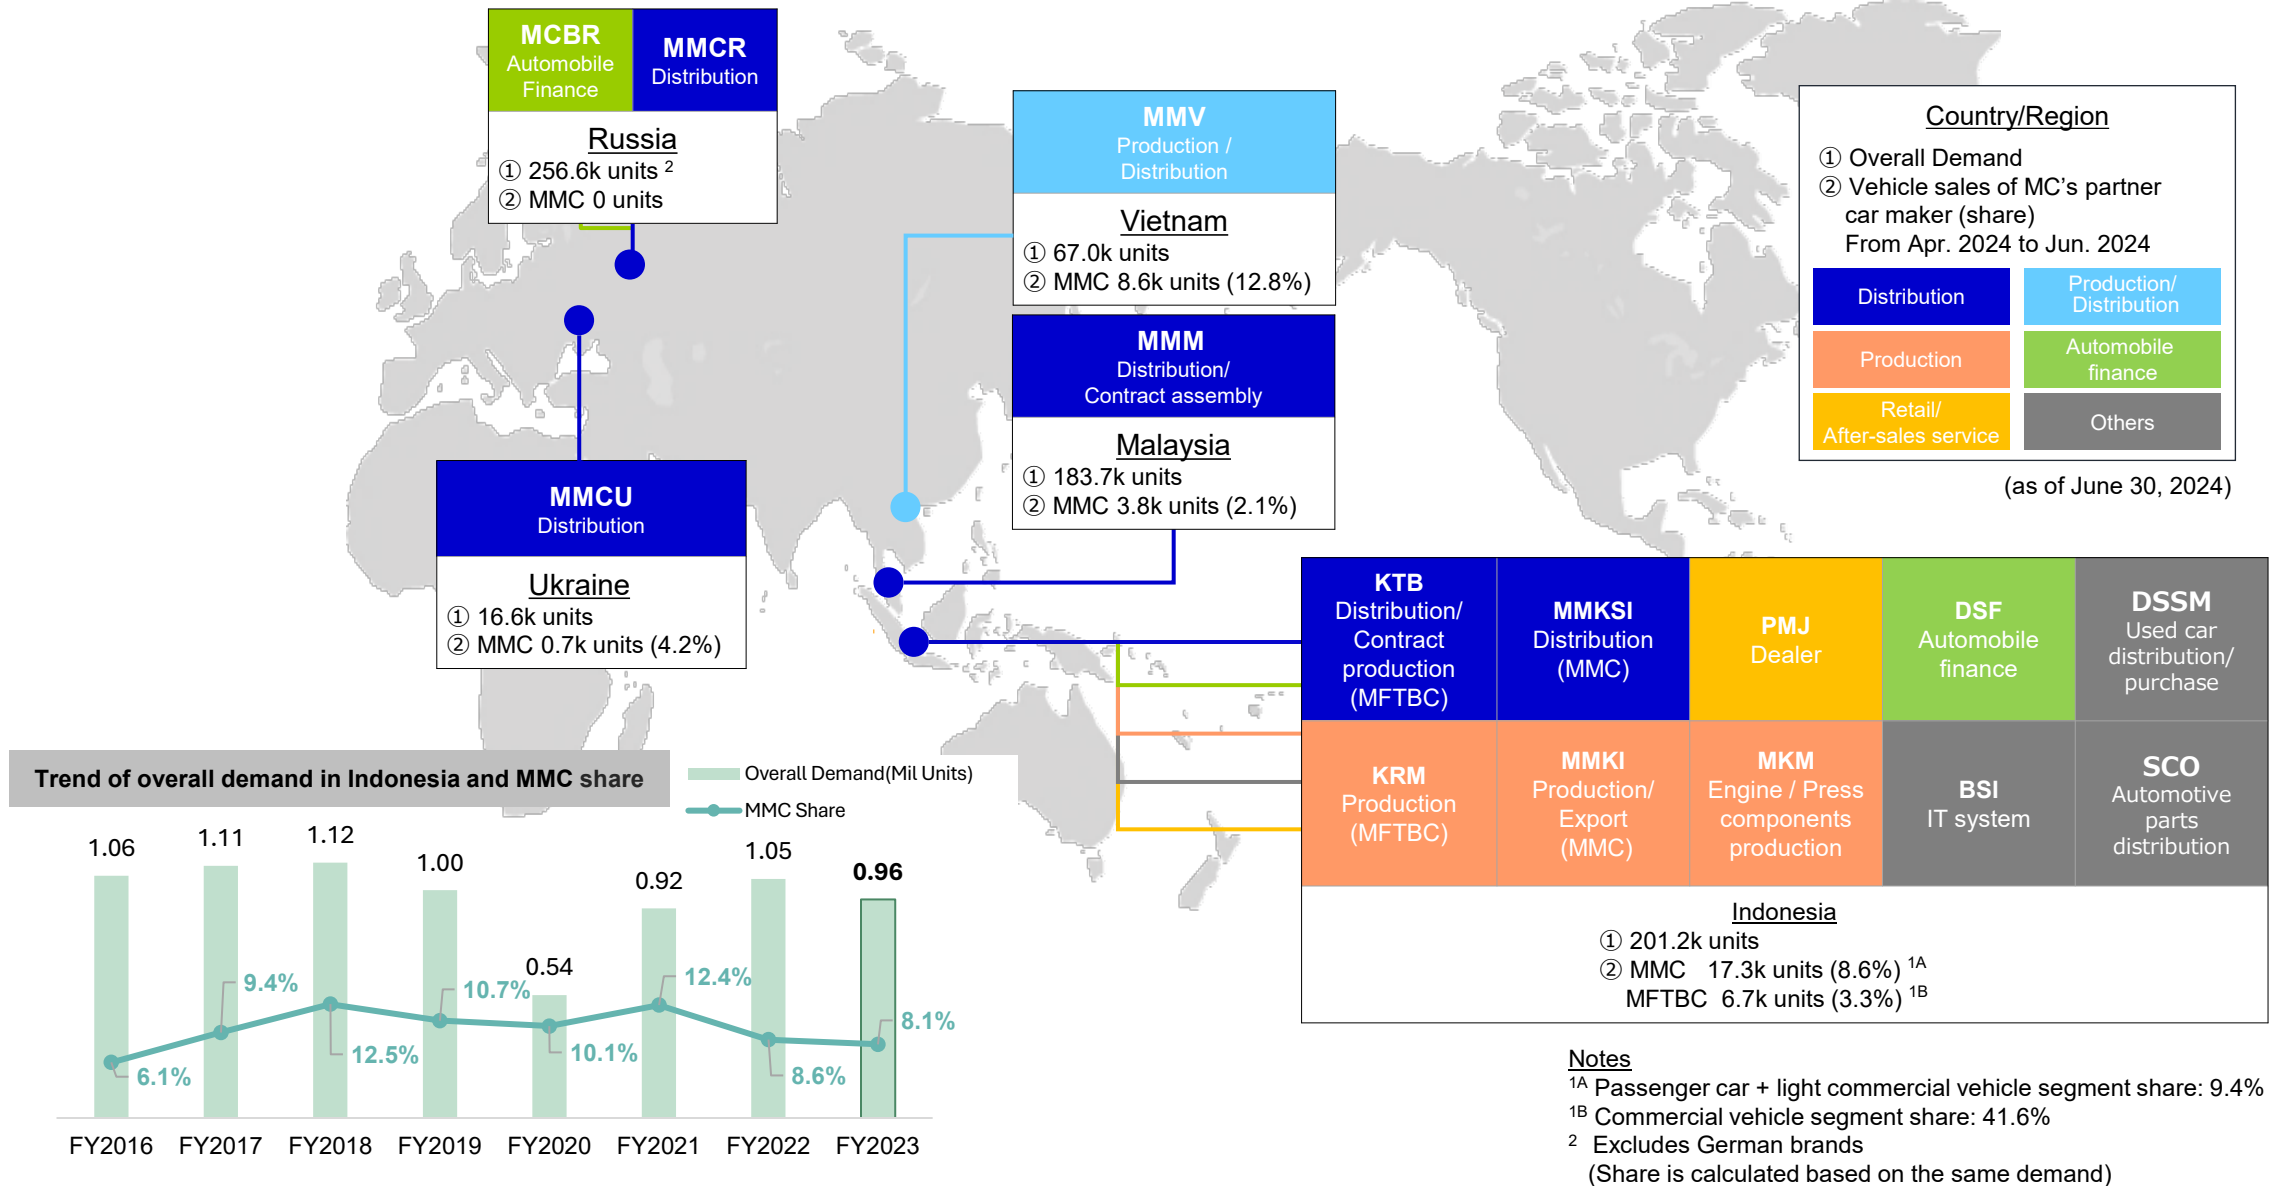 MCBR
Automobile
Finance
MMCR
Distribution
Russia
① 256.6k units ²
② MMC 0 units
MMV
Production /
Distribution
Vietnam
① 67.0k units
② MMC 8.6k units (12.8%)
MMM
Distribution/
Contract assembly
Malaysia
① 183.7k units
② MMC 3.8k units (2.1%)
MMCU
Distribution
Ukraine
① 16.6k units
② MMC 0.7k units (4.2%)
Country/Region
① Overall Demand
② Vehicle sales of MC’s partner
car maker (share)
From Apr. 2024 to Jun. 2024
Distribution
Production/
Distribution
Production
Automobile
finance
Retail/
After-sales service
Others
(as of June 30, 2024)
KTB
Distribution/
Contract
production
(MFTBC)
MMKSI
Distribution
(MMC)
PMJ
Dealer
DSF
Automobile
finance
DSSM
Used car
distribution/
purchase
KRM
Production
(MFTBC)
MMKI
Production/
Export
(MMC)
MKM
Engine / Press
components
production
BSI
IT system
SCO
Automotive
parts
distribution
Indonesia
① 201.2k units
② MMC 17.3k units (8.6%) 1A
MFTBC 6.7k units (3.3%) 1B
Notes
1A Passenger car + light commercial vehicle segment share: 9.4%
1B Commercial vehicle segment share: 41.6%
2 Excludes German brands
(Share is calculated based on the same demand)
Trend of overall demand in Indonesia and MMC share
Overall Demand(Mil Units)
MMC Share
1.06
1.11
1.12
1.00
0.54
0.92
1.05
0.96
6.1%
9.4%
12.5%
10.7%
10.1%
12.4%
8.6%
8.1%
FY2016
FY2017
FY2018
FY2019
FY2020
FY2021
FY2022
FY2023